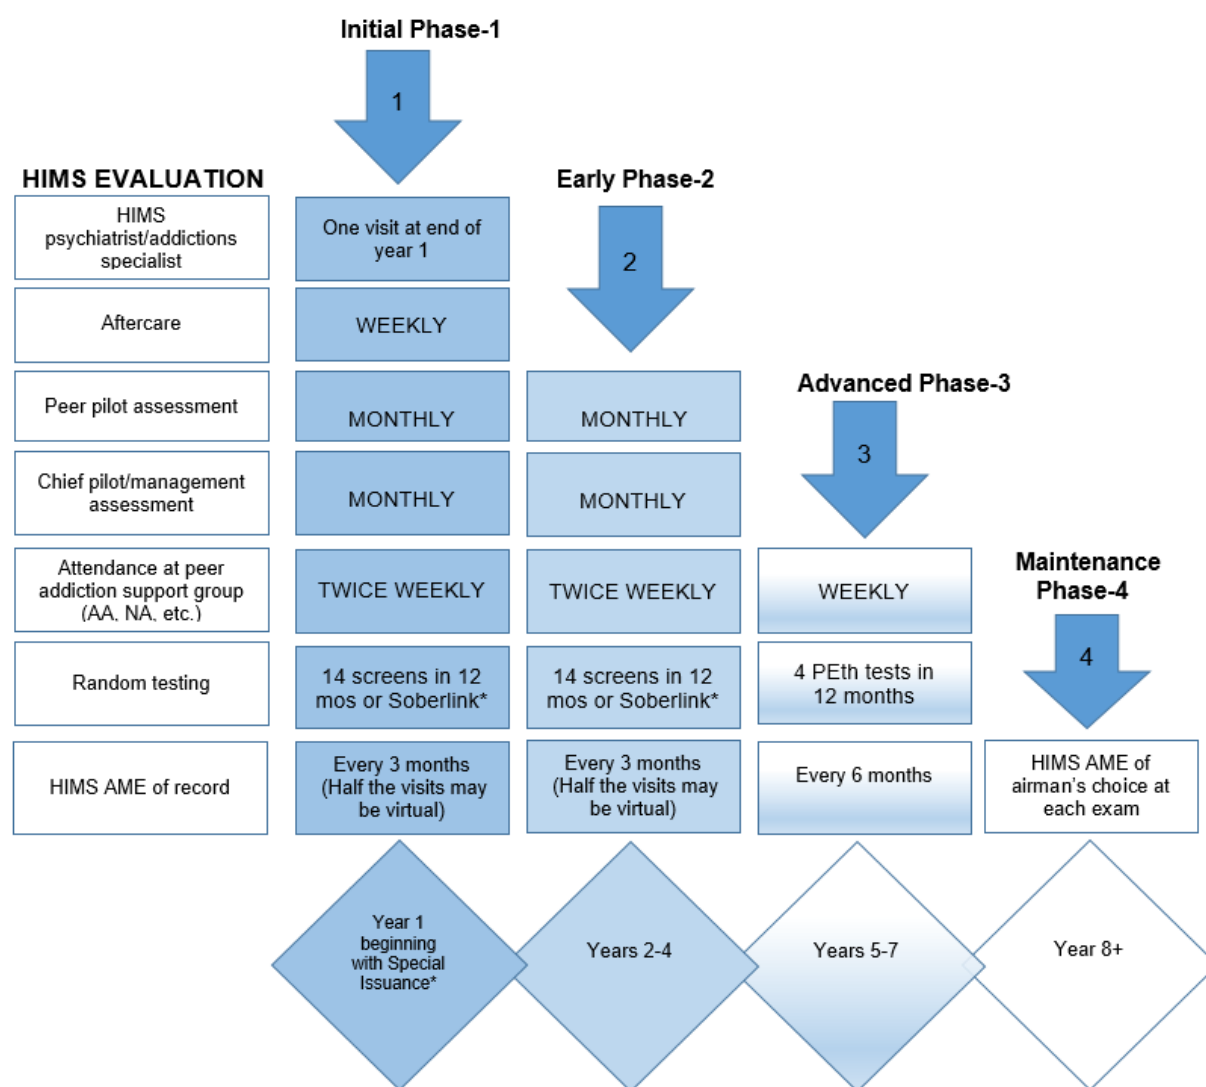 Initial Phase-1
1
HIMS EVALUATION
Early Phase-2
2
HIMS
psychiatrist/addictions
specialist
One visit at end of
year 1
Aftercare
WEEKLY
Advanced Phase-3
3
Peer pilot assessment
MONTHLY
MONTHLY
Chief pilot/management
assessment
MONTHLY
MONTHLY
Maintenance
Phase-4
4
Attendance at peer
addiction support group
(AA, NA, etc.)
TWICE WEEKLY
TWICE WEEKLY
WEEKLY
Random testing
14 screens in 12
mos or Soberlink*
14 screens in 12
mos or Soberlink*
4 PEth tests in
12 months
HIMS AME of record
Every 3 months
(Half the visits may
be virtual)
Every 3 months
(Half the visits may
be virtual)
Every 6 months
HIMS AME of
airman’s choice at
each exam
Year 1
beginning
with Special
Issuance*
Years 2-4
Years 5-7
Year 8+